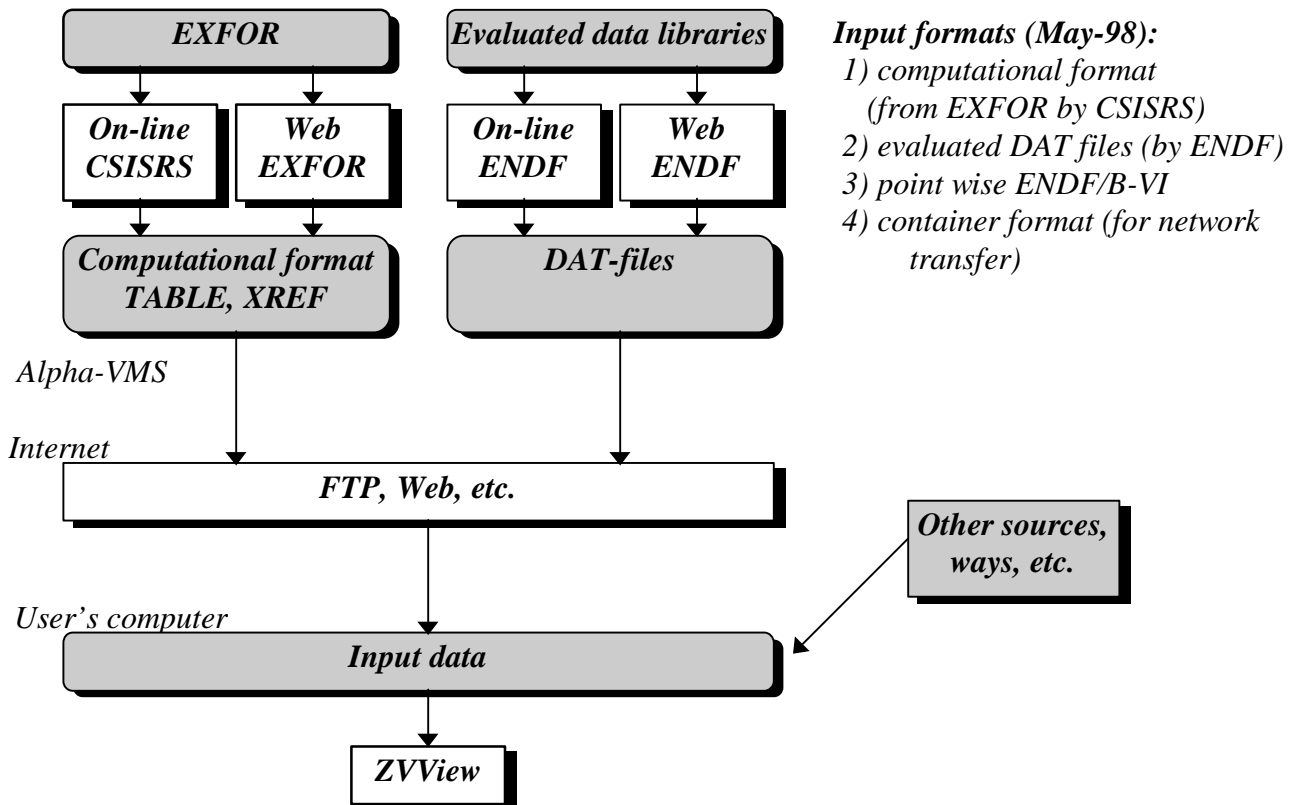 EXFOR
Evaluated data libraries
Input formats (May-98):
1) computational format
(from EXFOR by CSISRS)
2) evaluated DAT files (by ENDF)
3) point wise ENDF/B-VI
4) container format (for network
transfer)
On-line
CSISRS
Web
EXFOR
On-line
ENDF
Web
ENDF
Computational format
TABLE, XREF
DAT-files
Alpha-VMS
Internet
FTP, Web, etc.
Other sources,
ways, etc.
User’s computer
Input data
ZVView